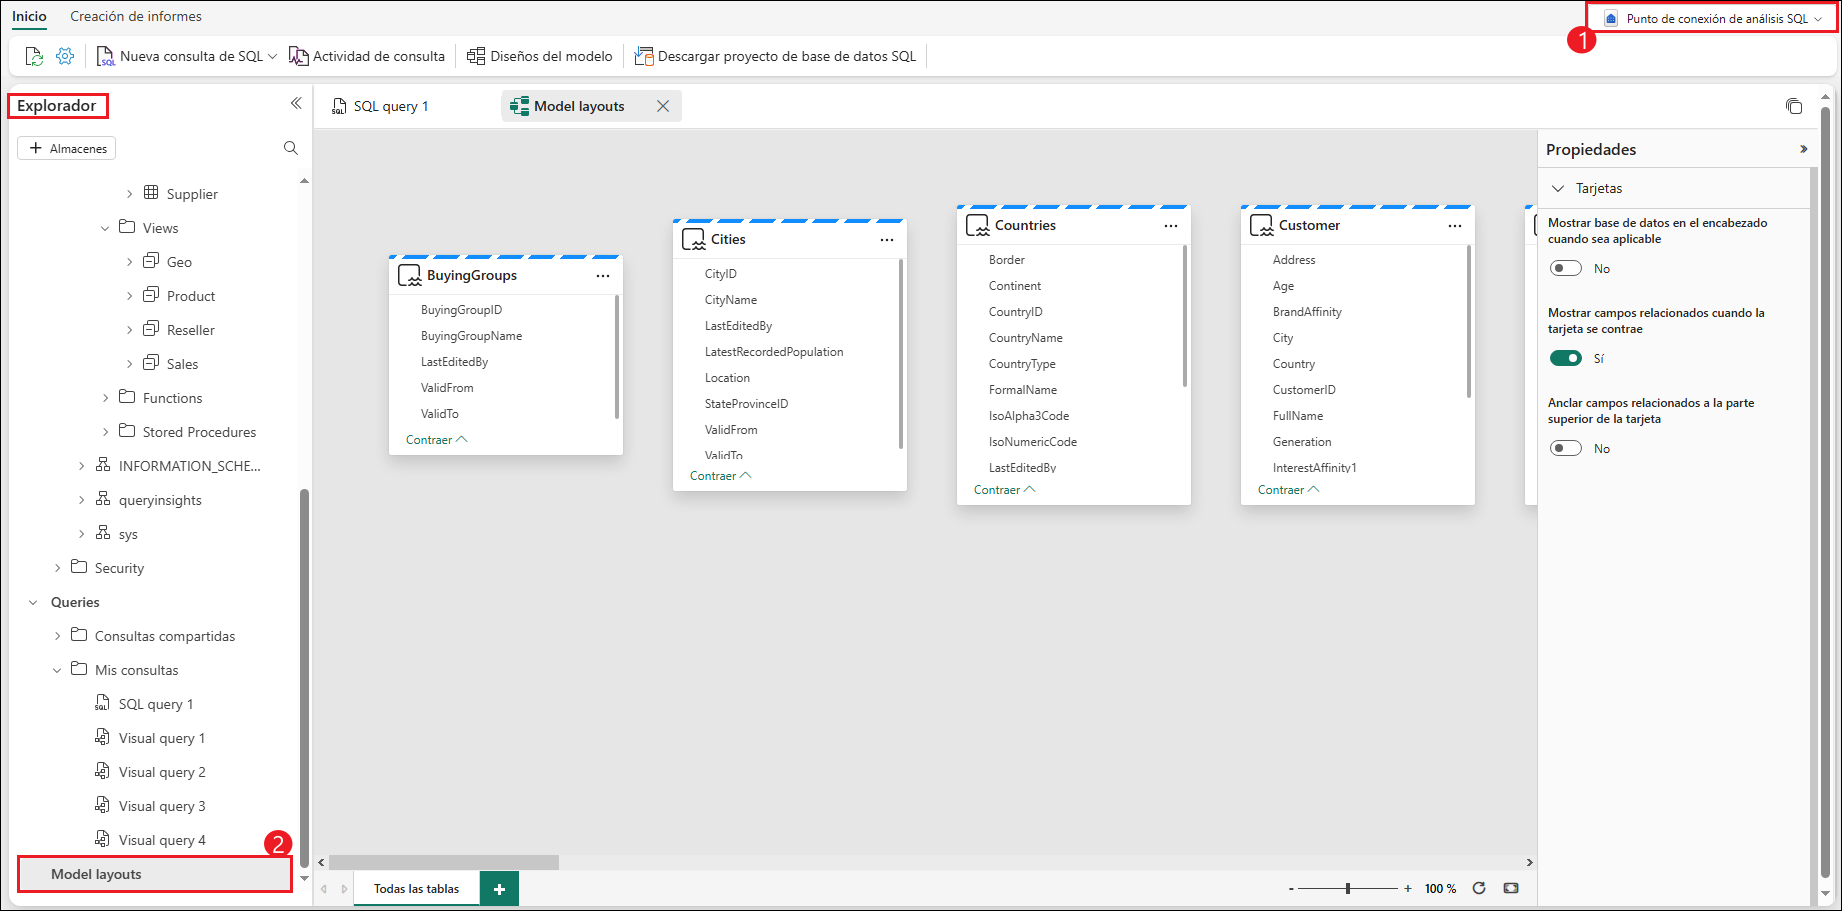 Inicio
Creación de informes
Punto de conexión de análisis SQL
1
Nueva consulta de SQL
Actividad de consulta
Diseños del modelo
Descargar proyecto de base de datos SQL
Explorador
Almacenes
Supplier
Views
Geo
Product
Reseller
Sales
Functions
Stored Procedures
INFORMATION_SCHE...
queryinsights
sys
Security
Queries
Consultas compartidas
Mis consultas
SQL query 1
Visual query 1
Visual query 2
Visual query 3
Visual query 4
2
Model layouts
SQL query 1
Model layouts
BuyingGroups
BuyingGroupID
BuyingGroupName
LastEditedBy
ValidFrom
ValidTo
Contraer
Cities
CityID
CityName
LastEditedBy
LatestRecordedPopulation
Location
StateProvinceID
ValidFrom
ValidTo
Contraer
Countries
Border
Continent
CountryID
CountryName
CountryType
FormalName
IsoAlpha3Code
IsoNumericCode
LastEditedBy
Contraer
Customer
Address
Age
BrandAffinity
City
Country
CustomerID
FullName
Generation
InterestAffinity1
Contraer
Propiedades
Tarjetas
Mostrar base de datos en el encabezado
cuando sea aplicable
No
Mostrar campos relacionados cuando la
tarjeta se contrae
Sí
Anclar campos relacionados a la parte
superior de la tarjeta
No
Todas las tablas
100 %